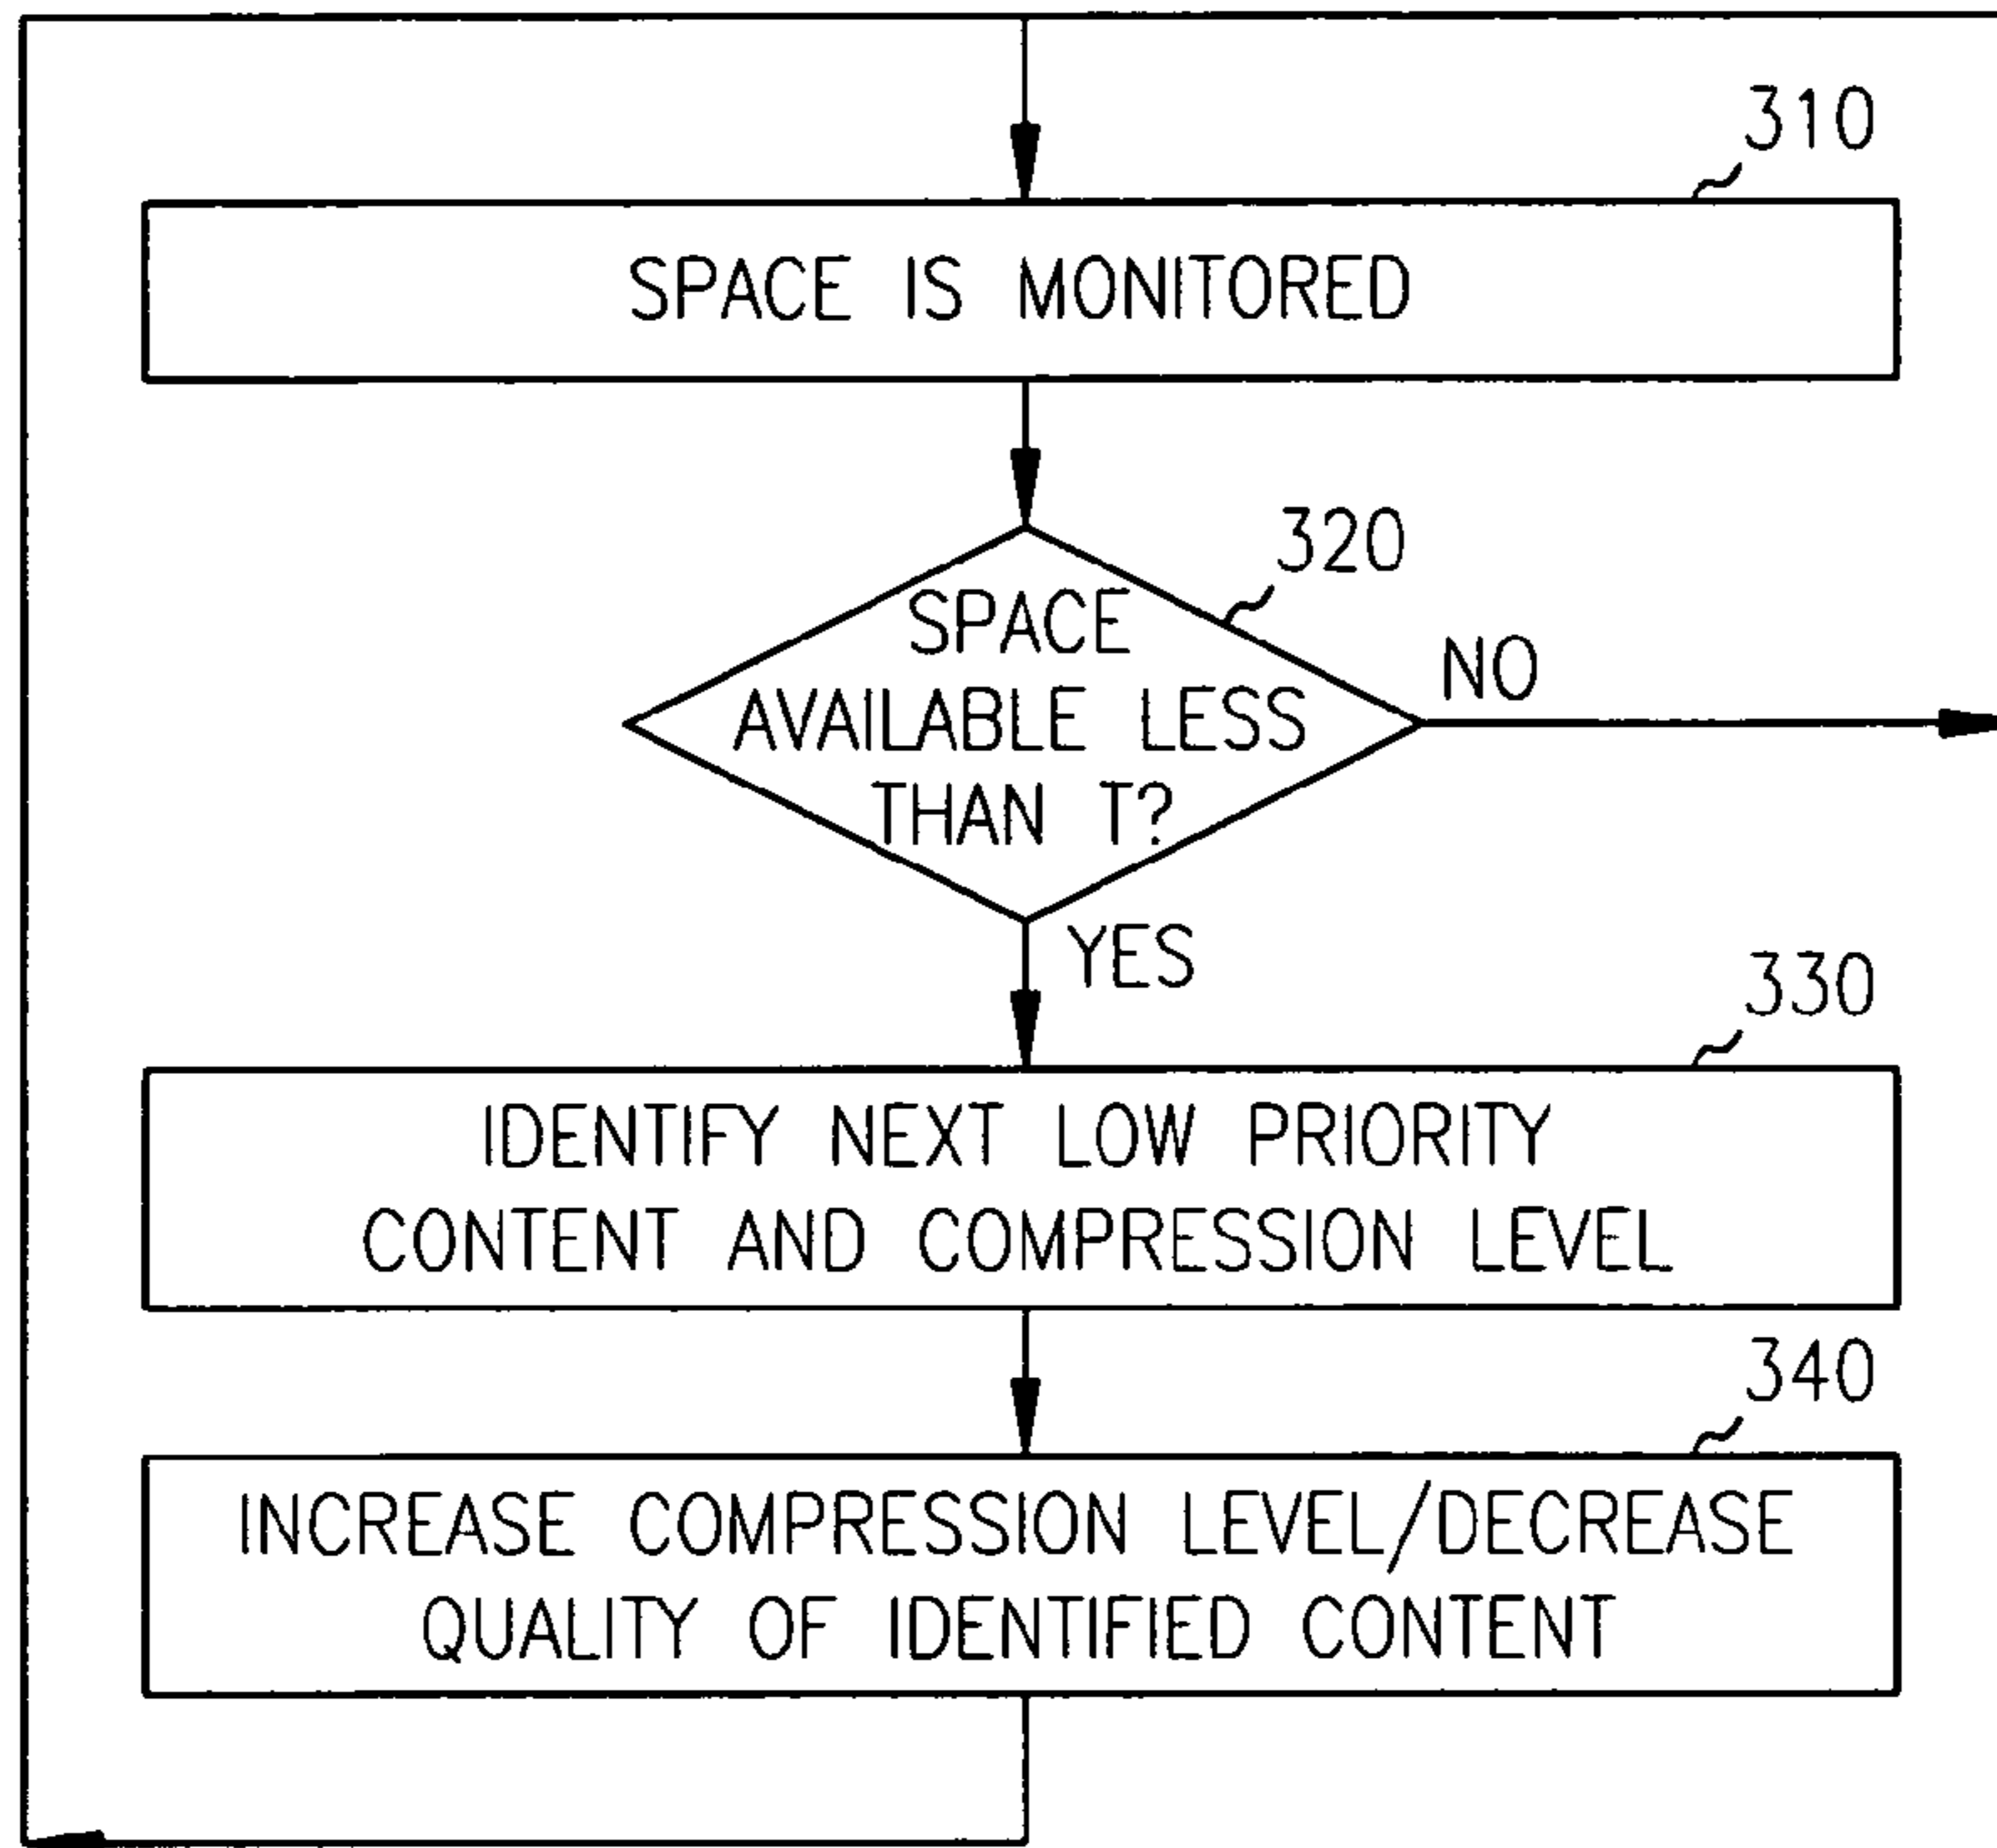 310
SPACE IS MONITORED
320
SPACE
AVAILABLE LESS
THAN T?
NO
YES
330
IDENTIFY NEXT LOW PRIORITY
CONTENT AND COMPRESSION LEVEL
340
INCREASE COMPRESSION LEVEL/DECREASE
QUALITY OF IDENTIFIED CONTENT